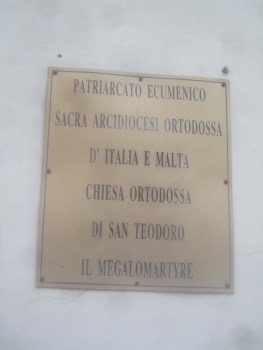 PATRIARCATO ECUMENICO
SACRA ARCIDIOCESI ORTODOSSA
D' ITALIA E MALTA
CHIESA ORTODOSSA
DI SAN TEODORO
IL MEGALOMARTYRE